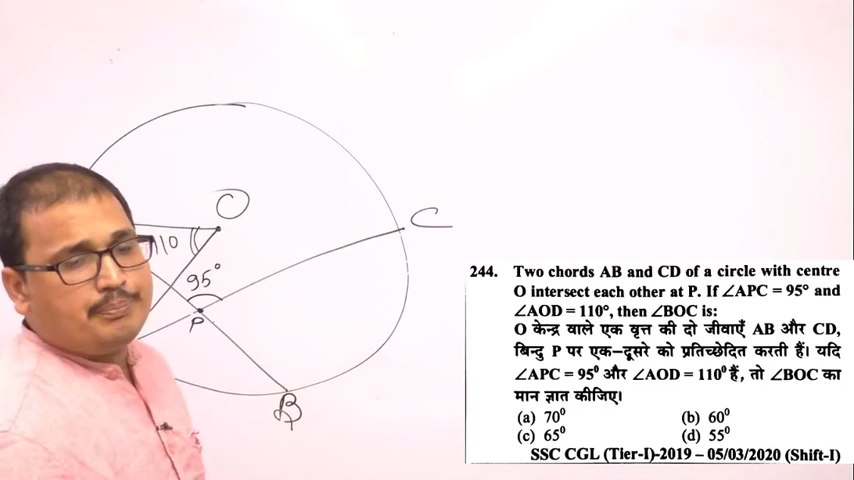 O
110
C
95°
P
B
244. Two chords AB and CD of a circle with centre
O intersect each other at P. If ∠APC = 95° and
∠AOD = 110°, then ∠BOC is:
O केन्द्र वाले एक वृत्त की दो जीवाएँ AB और CD,
बिन्दु P पर एक-दूसरे को प्रतिच्छेदित करती हैं। यदि
∠APC = 95⁰ और ∠AOD = 110⁰ हैं, तो ∠BOC का
मान ज्ञात कीजिए।
(a) 70⁰ (b) 60⁰
(c) 65⁰ (d) 55⁰
SSC CGL (Tier-I)-2019 – 05/03/2020 (Shift-I)